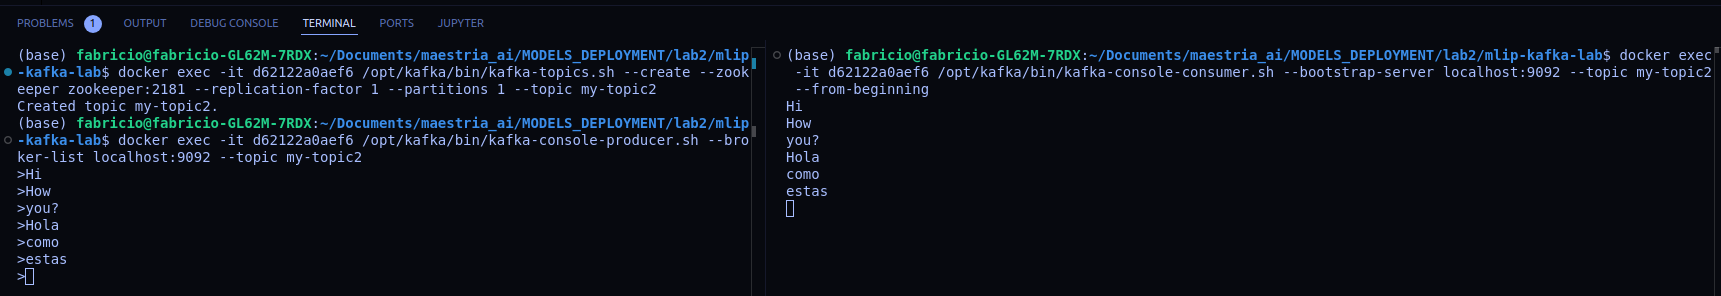 PROBLEMS 1 OUTPUT DEBUG CONSOLE TERMINAL PORTS JUPYTER
(base) fabricio@fabricio-GL62M-7RDX:~/Documents/maestria_ai/MODELS_DEPLOYMENT/lab2/mlip
-kafka-lab$ docker exec -it d62122a0aef6 /opt/kafka/bin/kafka-topics.sh --create --zook
eeper zookeeper:2181 --replication-factor 1 --partitions 1 --topic my-topic2
Created topic my-topic2.
(base) fabricio@fabricio-GL62M-7RDX:~/Documents/maestria_ai/MODELS_DEPLOYMENT/lab2/mlip
-kafka-lab$ docker exec -it d62122a0aef6 /opt/kafka/bin/kafka-console-producer.sh --bro
ker-list localhost:9092 --topic my-topic2
>Hi
>How
>you?
>Hola
>como
>estas
>
(base) fabricio@fabricio-GL62M-7RDX:~/Documents/maestria_ai/MODELS_DEPLOYMENT/lab2/mlip-kafka-lab$ docker exec
-it d62122a0aef6 /opt/kafka/bin/kafka-console-consumer.sh --bootstrap-server localhost:9092 --topic my-topic2
--from-beginning
Hi
How
you?
Hola
como
estas